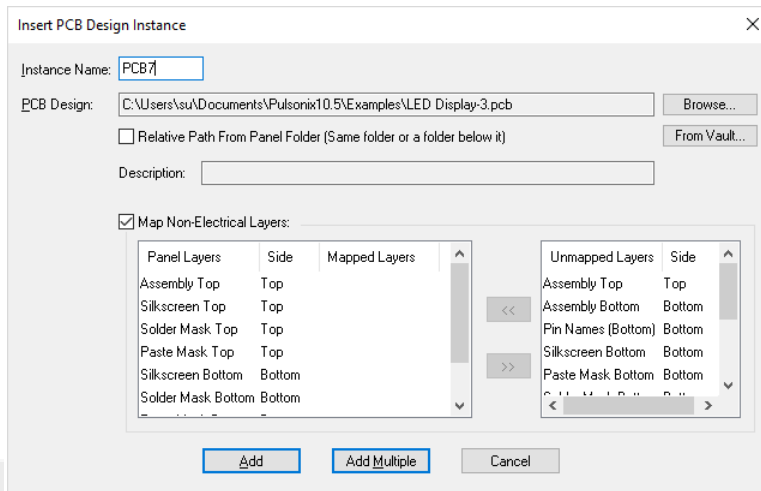 Insert PCB Design Instance
Instance Name: PCB7
PCB Design: C:\Users\su\Documents\Pulsonix10.5\Examples\LED Display-3.pcb Browse...
Relative Path From Panel Folder (Same folder or a folder below it) From Vault...
Description:
Map Non-Electrical Layers:
Panel Layers Side Mapped Layers Unmapped Layers Side
Assembly Top Top Assembly Top Top
Silkscreen Top Top << Assembly Bottom Bottom
Solder Mask Top Top Pin Names (Bottom) Bottom
Paste Mask Top Top >> Silkscreen Bottom Bottom
Silkscreen Bottom Bottom Paste Mask Bottom Bottom
Solder Mask Bottom Bottom
Add Add Multiple Cancel